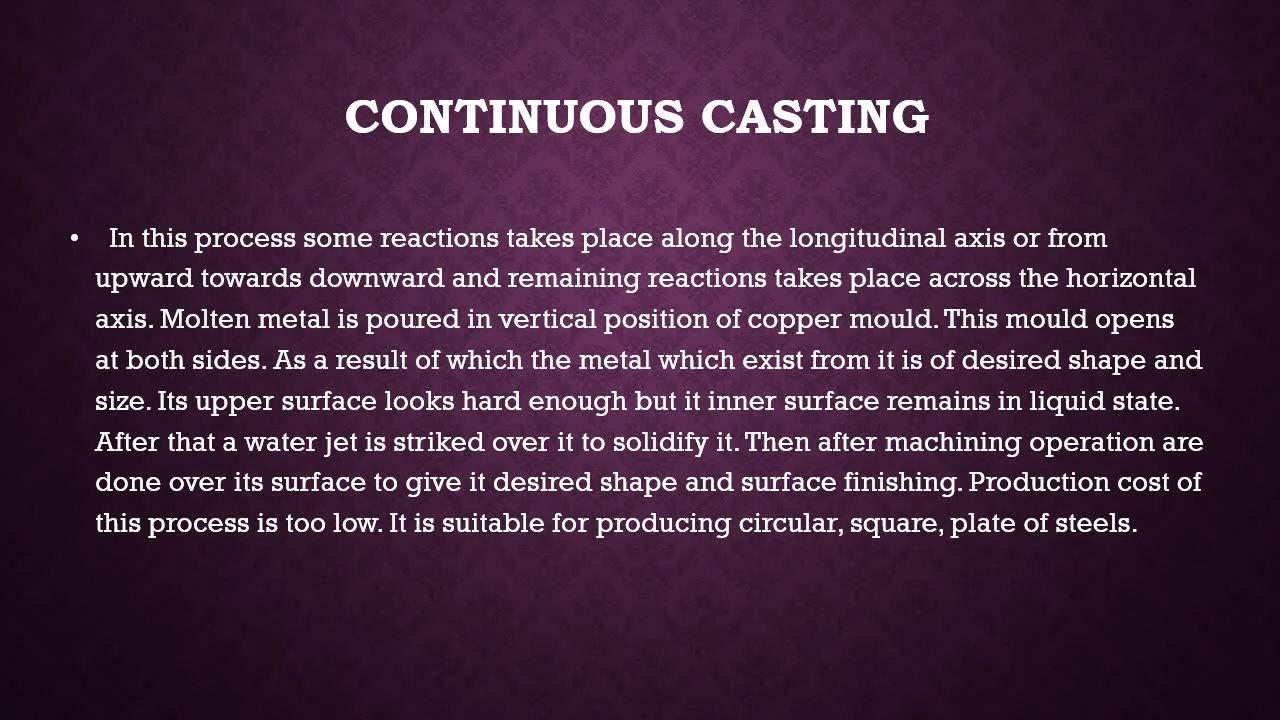 CONTINUOUS CASTING
• In this process some reactions takes place along the longitudinal axis or from
upward towards downward and remaining reactions takes place across the horizontal
axis. Molten metal is poured in vertical position of copper mould. This mould opens
at both sides. As a result of which the metal which exist from it is of desired shape and
size. Its upper surface looks hard enough but it inner surface remains in liquid state.
After that a water jet is striked over it to solidify it. Then after machining operation are
done over its surface to give it desired shape and surface finishing. Production cost of
this process is too low. It is suitable for producing circular, square, plate of steels.